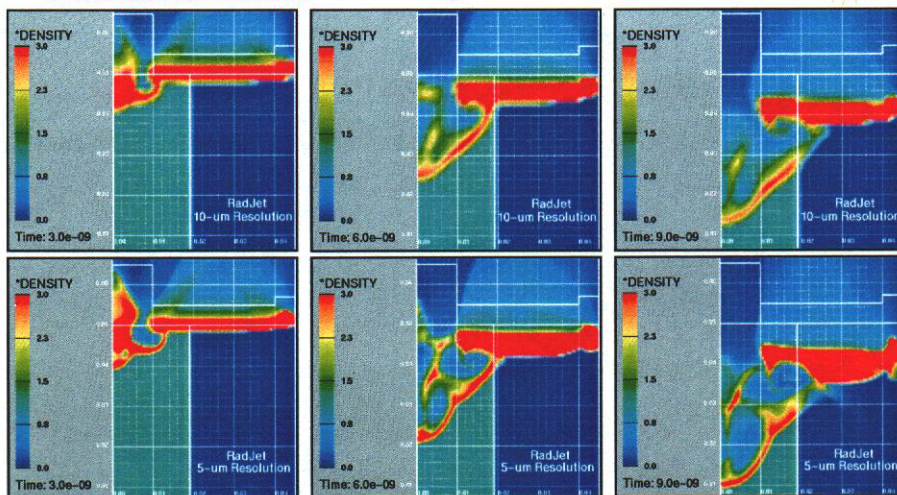 *DENSITY
3.0
2.3
1.5
0.8
0.0
RadJet
10-um Resolution
Time: 3.0e-09
*DENSITY
3.0
2.3
1.5
0.8
0.0
RadJet
10-um Resolution
Time: 6.0e-09
*DENSITY
3.0
2.3
1.5
0.8
0.0
RadJet
10-um Resolution
Time: 9.0e-09
*DENSITY
3.0
2.3
1.5
0.8
0.0
RadJet
5-um Resolution
Time: 3.0e-09
*DENSITY
3.0
2.3
1.5
0.8
0.0
RadJet
5-um Resolution
Time: 6.0e-09
*DENSITY
3.0
2.3
1.5
0.8
0.0
RadJet
5-um Resolution
Time: 9.0e-09